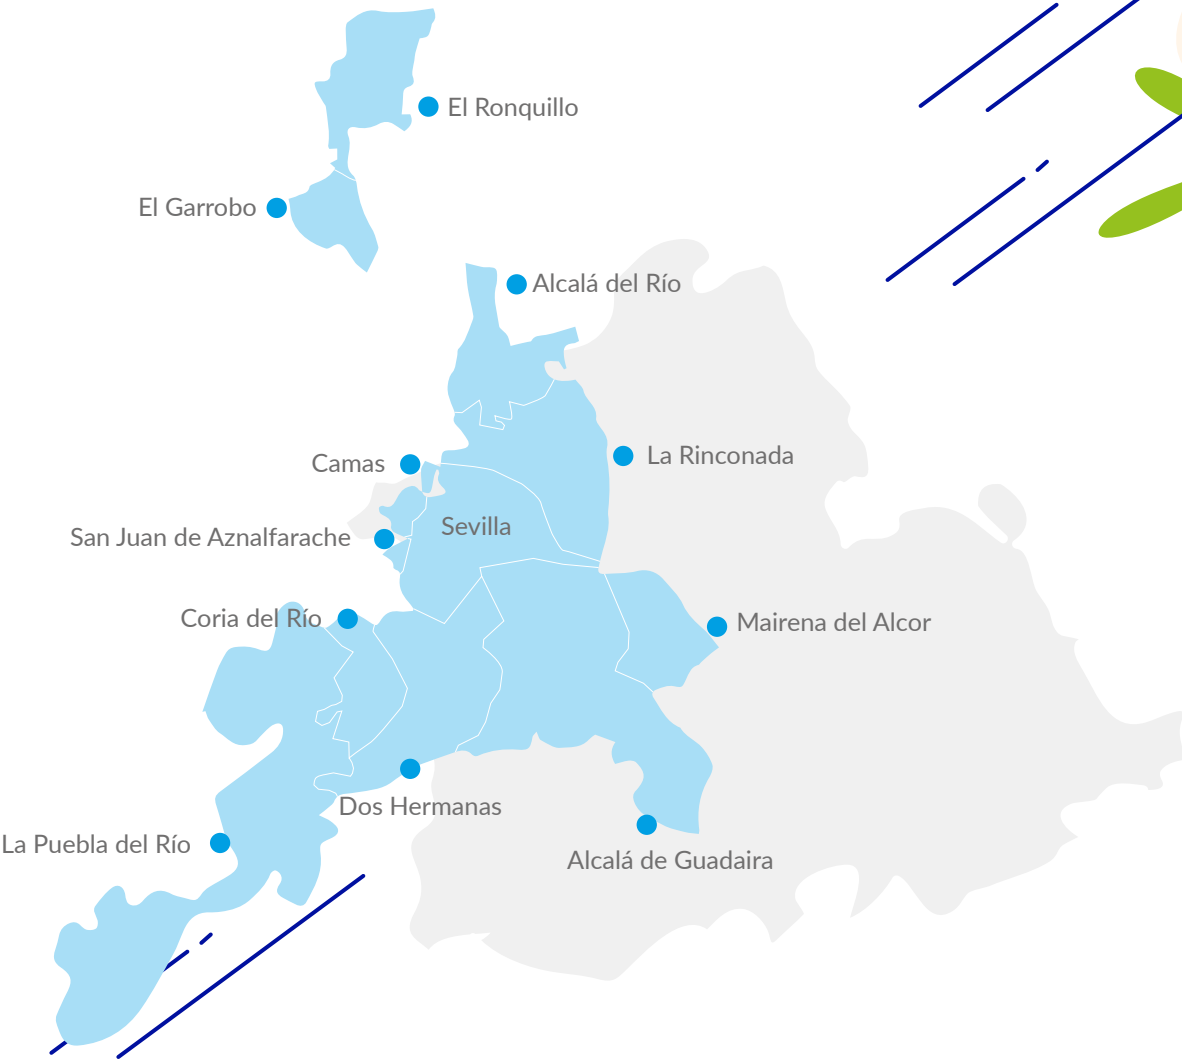 El Ronquillo
El Garrobo
Alcalá del Río
La Rinconada
Camas
Sevilla
San Juan de Aznalfarache
Coria del Río
Mairena del Alcor
Dos Hermanas
La Puebla del Río
Alcalá de Guadaira